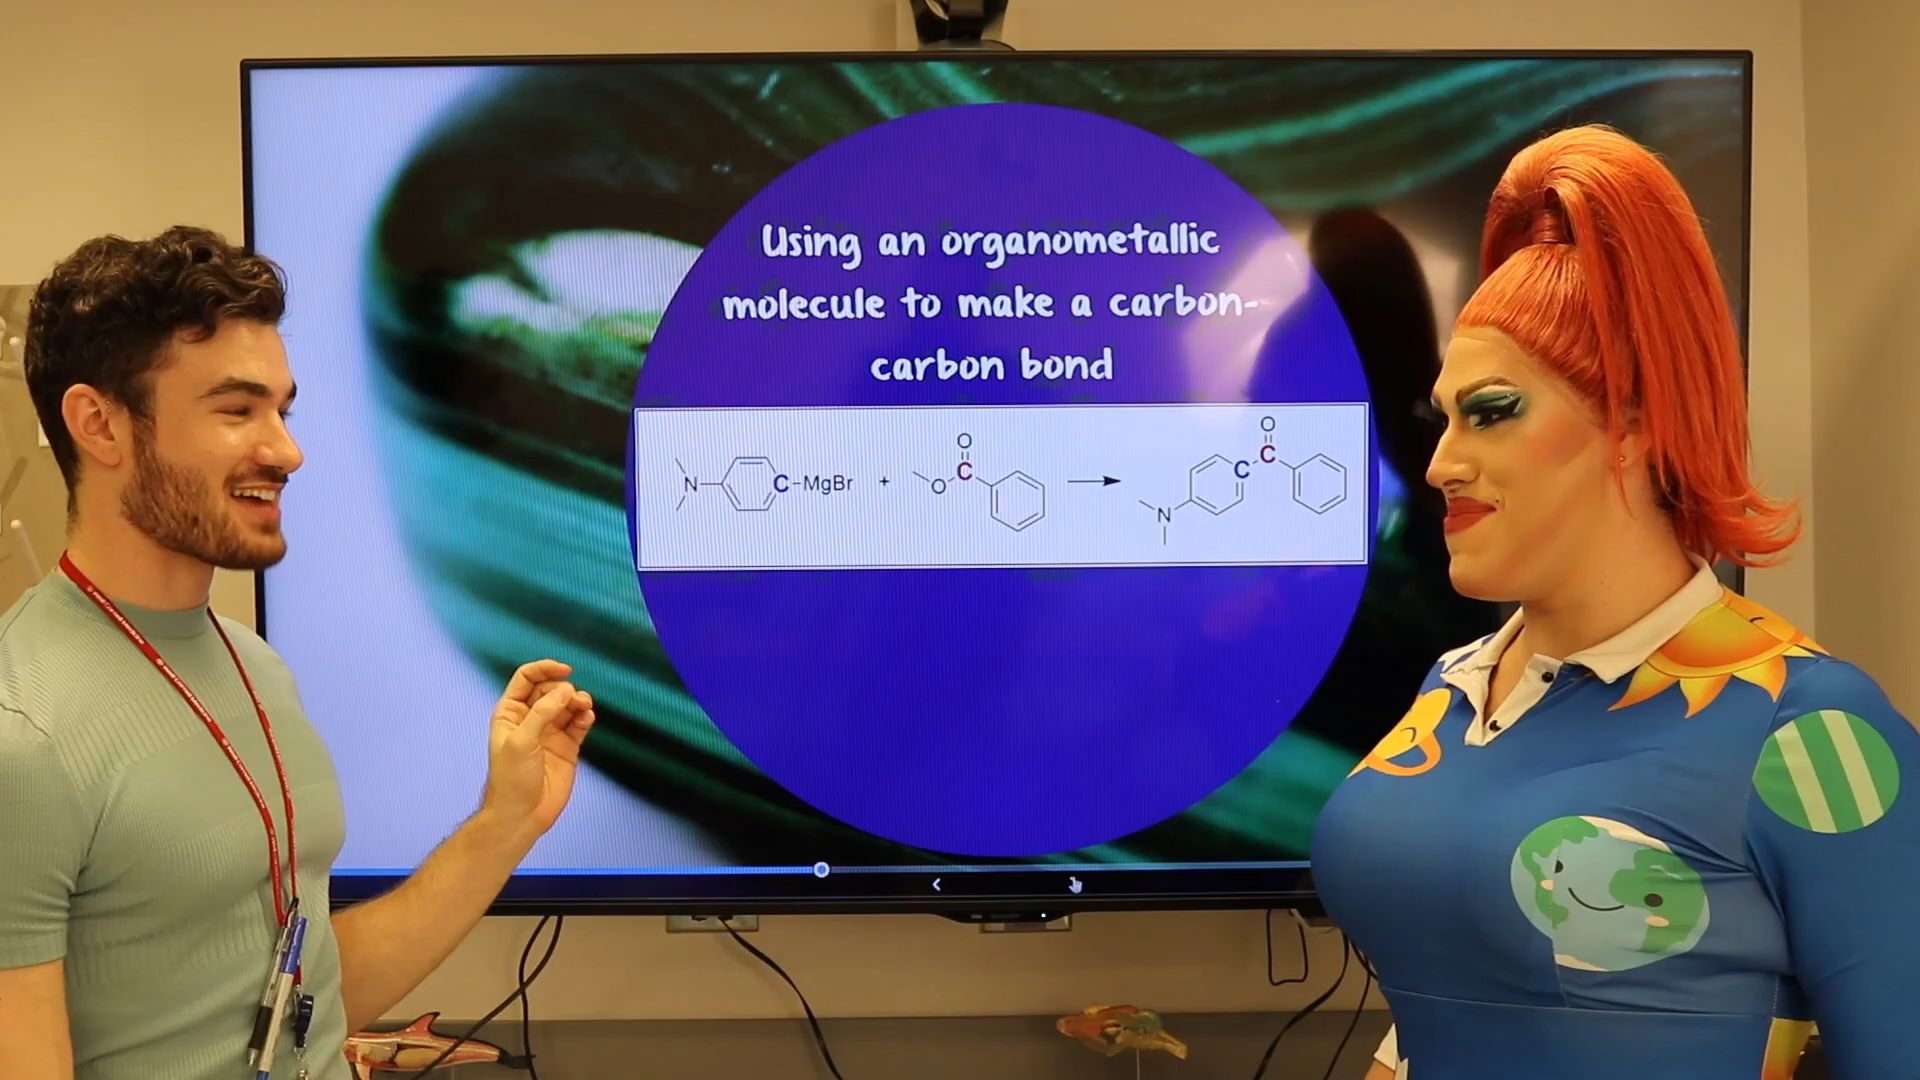 Using an organometallic
molecule to make a carbon-
carbon bond
O
O
C
C
C-MgBr
+
C
N
O
N